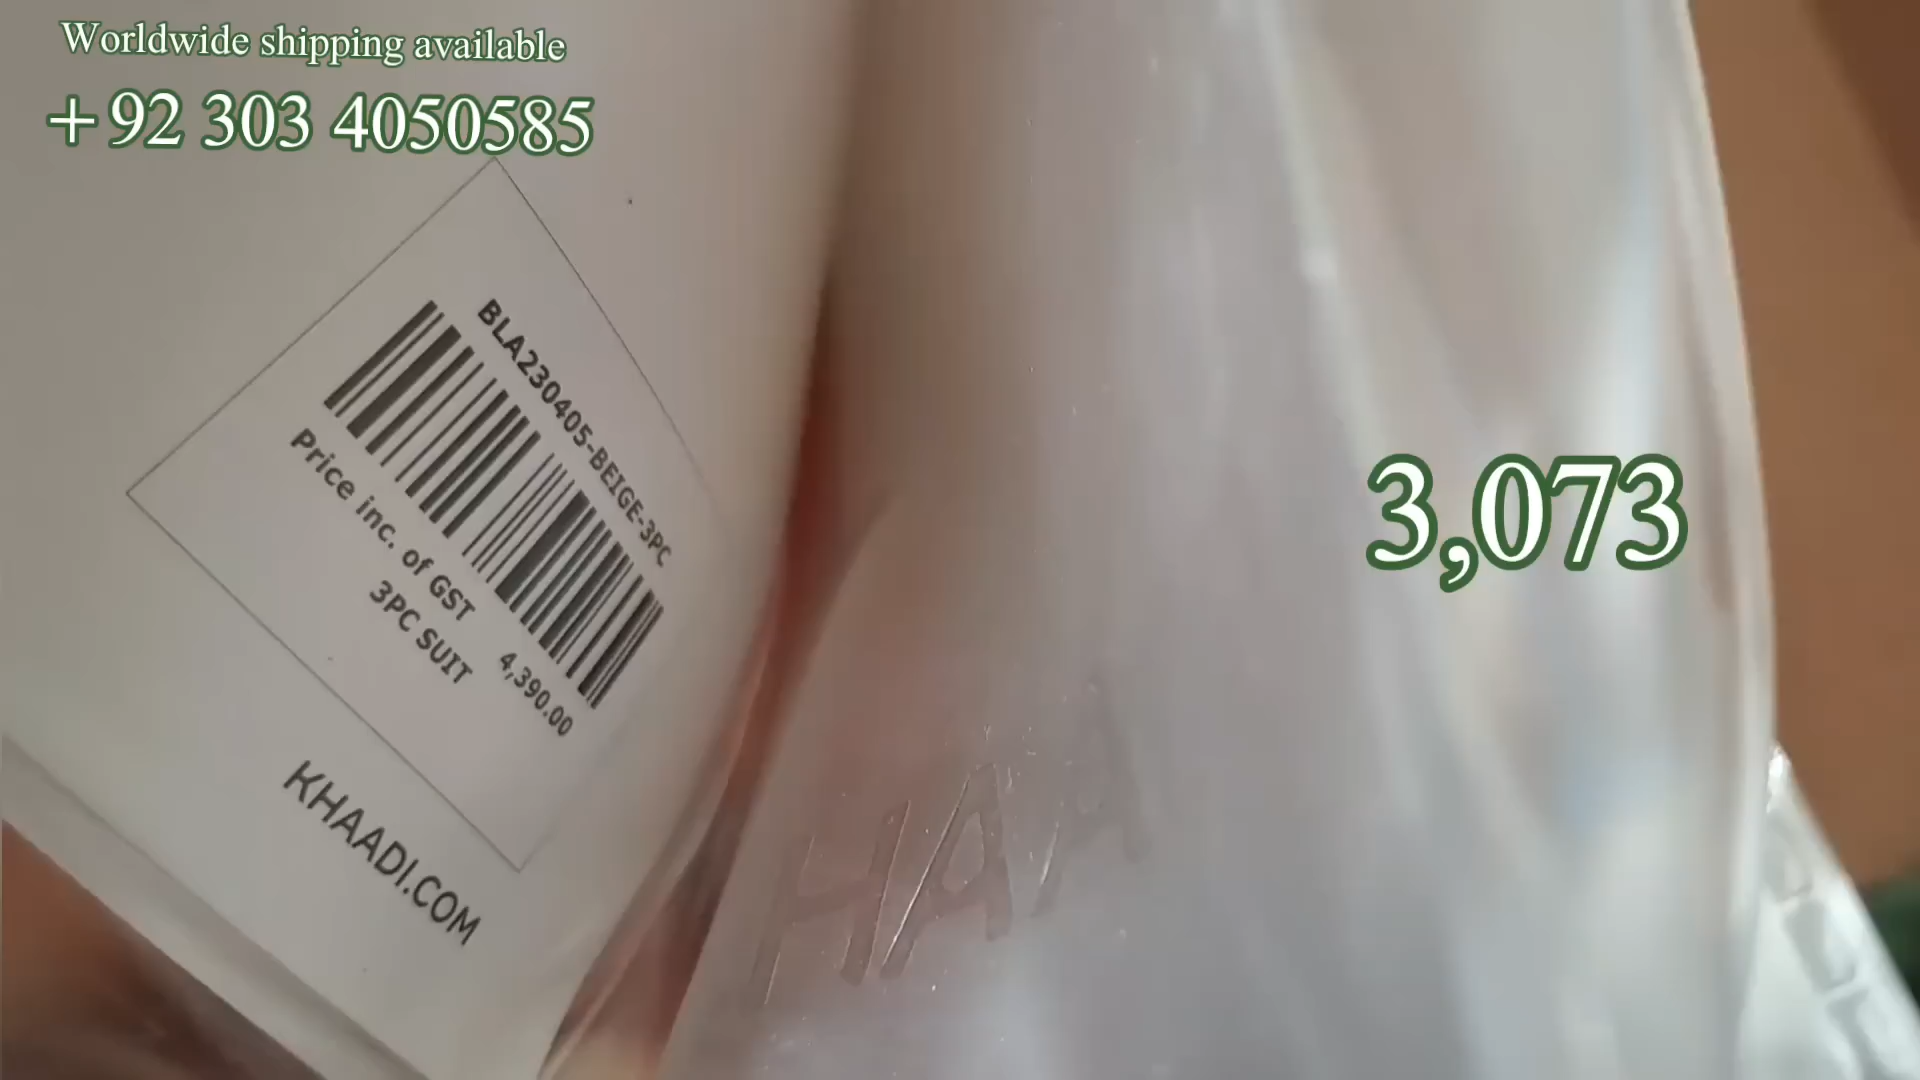 Worldwide shipping available
+92 303 4050585
BLA230405-BEIGE-3PC
Price inc. of GST 4,390.00
3PC SUIT
KHAADI.COM
3,073
HAA